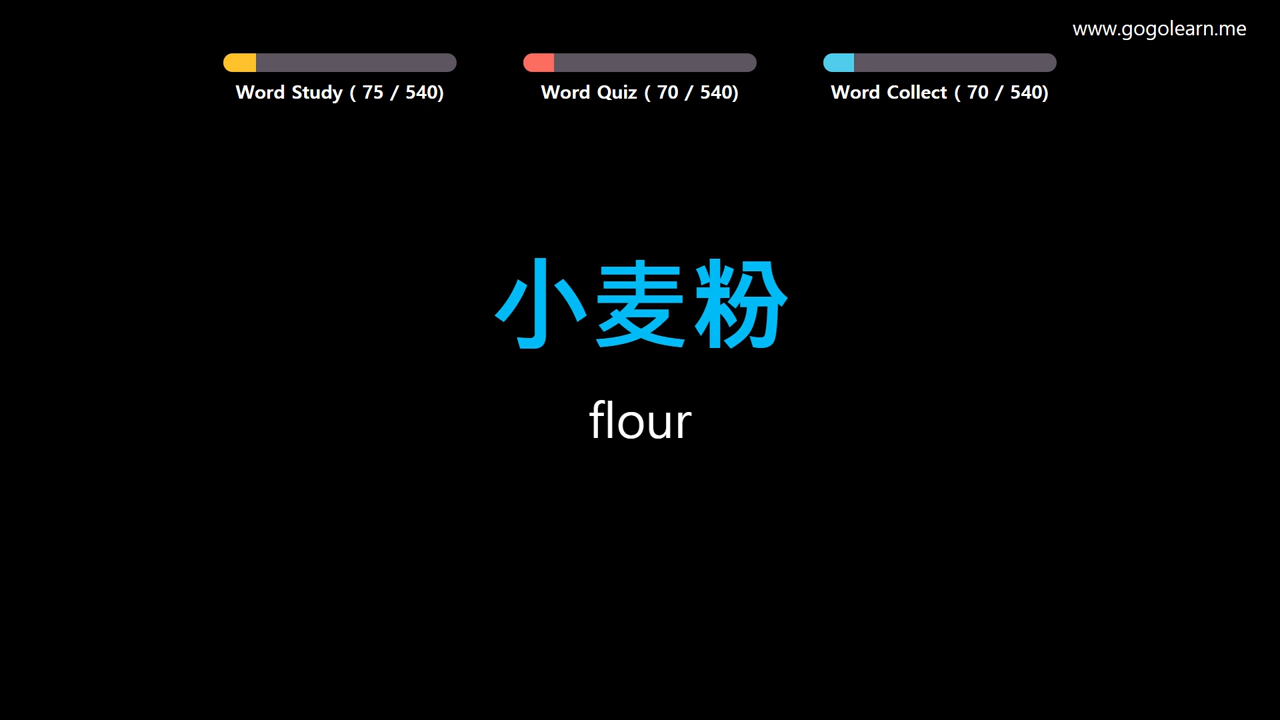 www.gogolearn.me
Word Study ( 75 / 540)
Word Quiz ( 70 / 540)
Word Collect ( 70 / 540)
小麦粉
flour